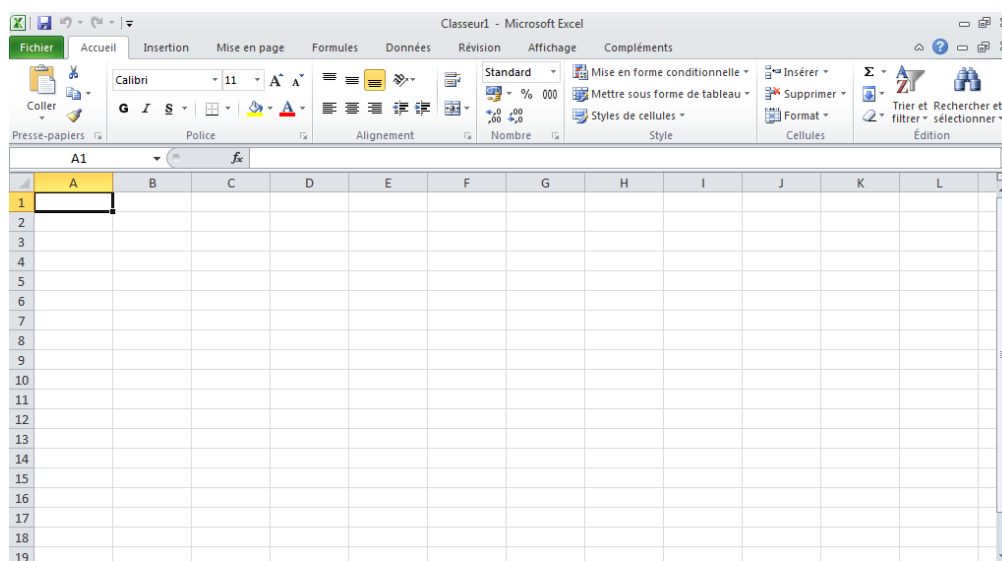 Classeur1 - Microsoft Excel
Fichier Accueil Insertion Mise en page Formules Données Révision Affichage Compléments
Calibri 11 Standard Mise en forme conditionnelle Insérer Σ
Coller % 000 Mettre sous forme de tableau Supprimer Trier et Rechercher et
G I S A ,00 Styles de cellules Format filtrer sélectionner
Presse-papiers Police Alignement Nombre Style Cellules Édition
A1 fx
A B C D E F G H I J K L
1
2
3
4
5
6
7
8
9
10
11
12
13
14
15
16
17
18
19